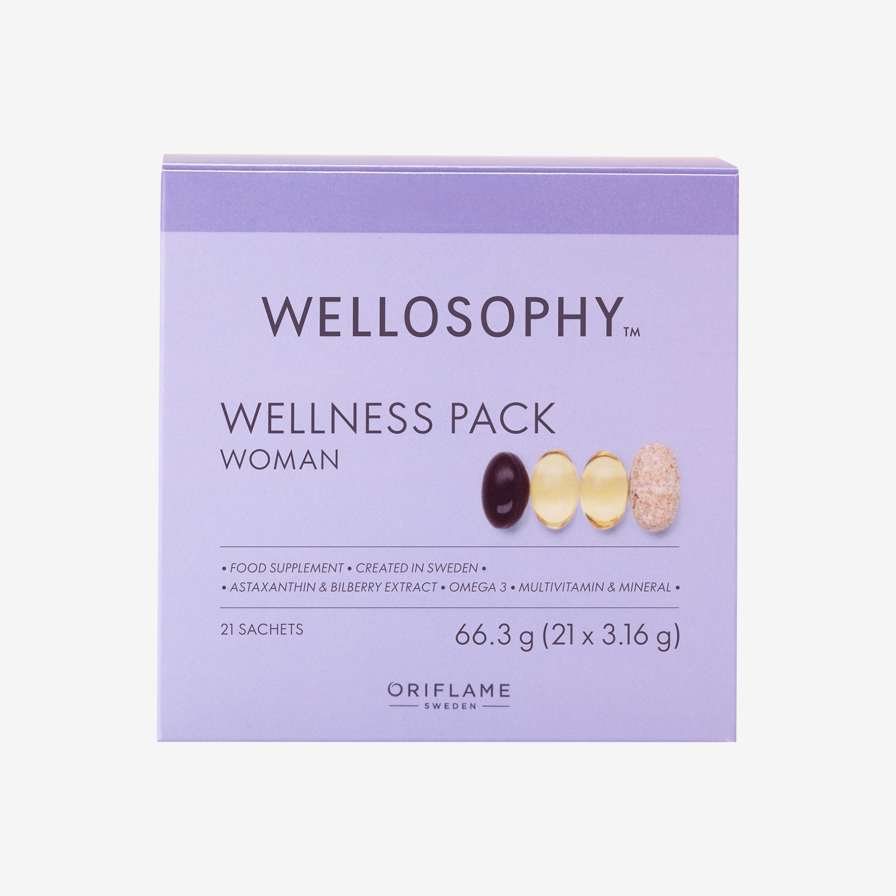 WELLOSOPHY™
WELLNESS PACK
WOMAN
• FOOD SUPPLEMENT • CREATED IN SWEDEN •
• ASTAXANTHIN & BILBERRY EXTRACT • OMEGA 3 • MULTIVITAMIN & MINERAL •
21 SACHETS 66.3 g (21 x 3.16 g)
ORIFLAME
SWEDEN